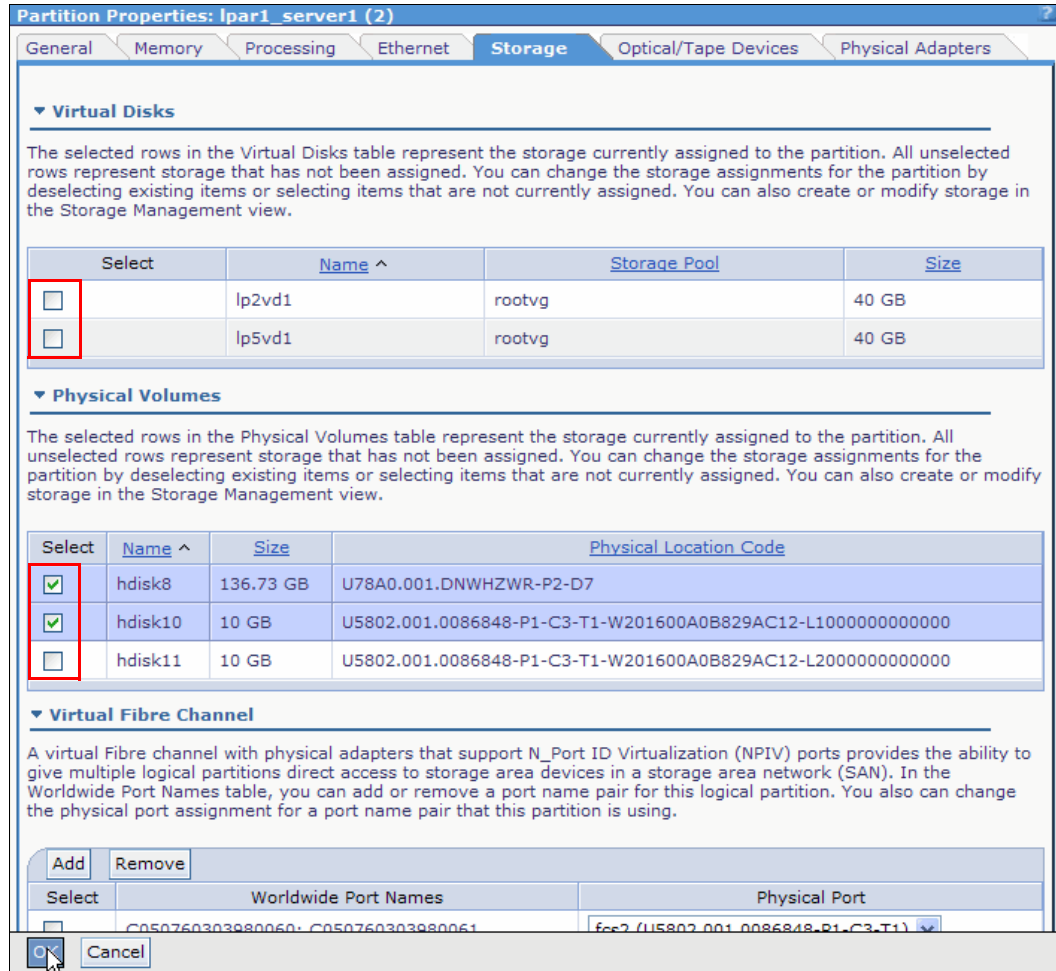 Partition Properties: lpar1_server1 (2)
?
General Memory Processing Ethernet Storage Optical/Tape Devices Physical Adapters
Virtual Disks
The selected rows in the Virtual Disks table represent the storage currently assigned to the partition. All unselected
rows represent storage that has not been assigned. You can change the storage assignments for the partition by
deselecting existing items or selecting items that are not currently assigned. You can also create or modify storage in
the Storage Management view.
Select Name ^ Storage Pool Size
lp2vd1 rootvg 40 GB
lp5vd1 rootvg 40 GB
Physical Volumes
The selected rows in the Physical Volumes table represent the storage currently assigned to the partition. All
unselected rows represent storage that has not been assigned. You can change the storage assignments for the
partition by deselecting existing items or selecting items that are not currently assigned. You can also create or modify
storage in the Storage Management view.
Select Name ^ Size Physical Location Code
hdisk8 136.73 GB U78A0.001.DNWHZWR-P2-D7
hdisk10 10 GB U5802.001.0086848-P1-C3-T1-W201600A0B829AC12-L1000000000000
hdisk11 10 GB U5802.001.0086848-P1-C3-T1-W201600A0B829AC12-L2000000000000
Virtual Fibre Channel
A virtual Fibre channel with physical adapters that support N_Port ID Virtualization (NPIV) ports provides the ability to
give multiple logical partitions direct access to storage area devices in a storage area network (SAN). In the
Worldwide Port Names table, you can add or remove a port name pair for this logical partition. You also can change
the physical port assignment for a port name pair that this partition is using.
Add Remove
Select Worldwide Port Names Physical Port
C050760303980060; C050760303980061 fcs2 (U5802.001.0086848-P1-C3-T1)
OK Cancel